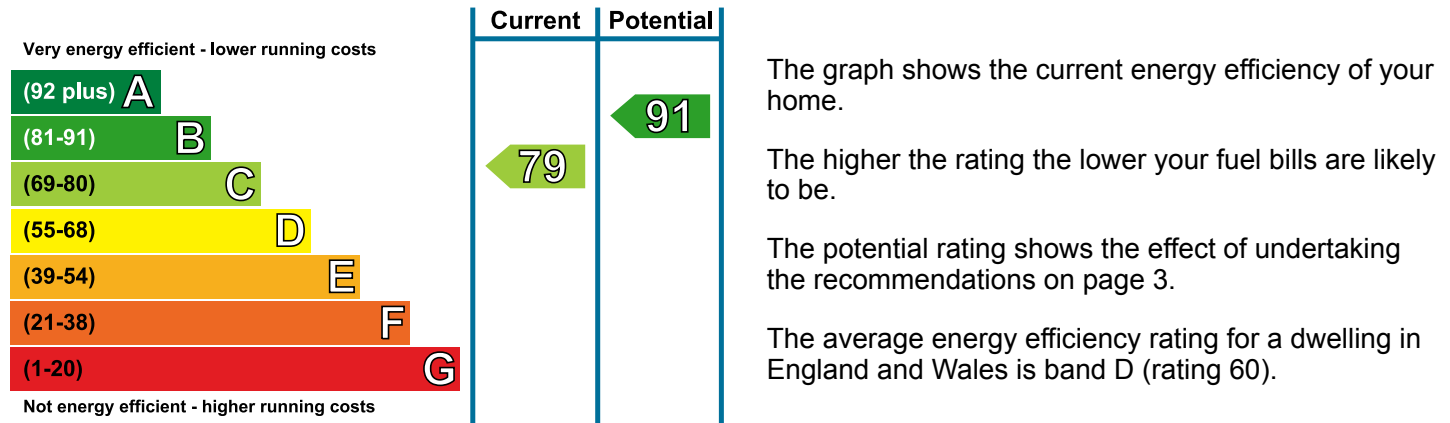 Current Potential
Very energy efficient - lower running costs
(92 plus) A
(81-91) B
(69-80) C
(55-68) D
(39-54) E
(21-38) F
(1-20) G
Not energy efficient - higher running costs
79
91
The graph shows the current energy efficiency of your
home.
The higher the rating the lower your fuel bills are likely
to be.
The potential rating shows the effect of undertaking
the recommendations on page 3.
The average energy efficiency rating for a dwelling in
England and Wales is band D (rating 60).